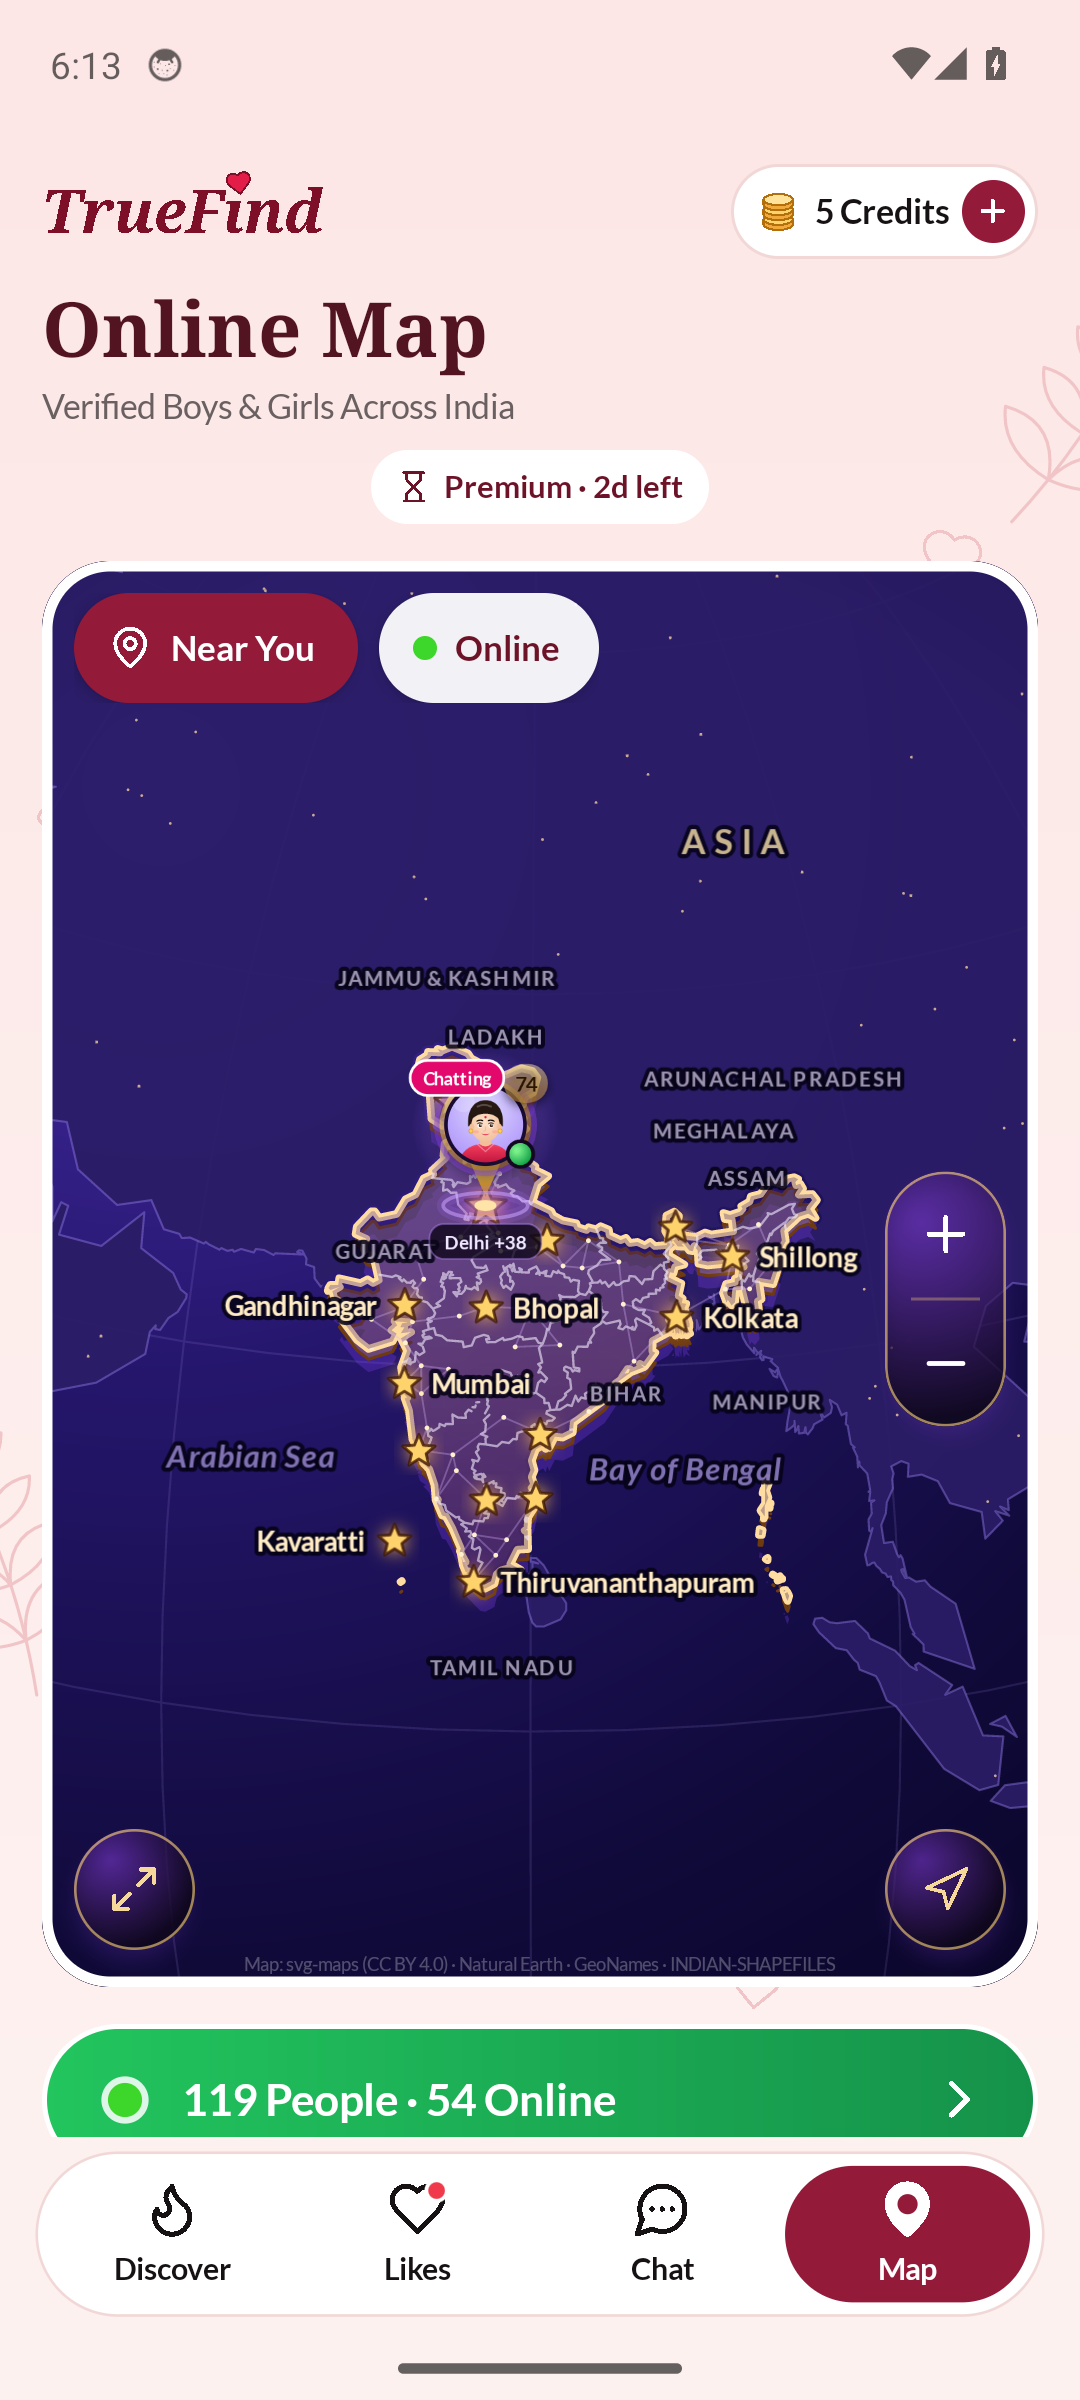 6:13
TrueFind
5 Credits
Online Map
Verified Boys & Girls Across India
Premium · 2d left
Near You
Online
ASIA
JAMMU & KASHMIR
LADAKH
Chatting
74
ARUNACHAL PRADESH
MEGHALAYA
ASSAM
GUJARAT
Delhi +38
Shillong
Gandhinagar
Bhopal
Kolkata
Mumbai
BIHAR
MANIPUR
Arabian Sea
Bay of Bengal
Kavaratti
Thiruvananthapuram
TAMIL NADU
Map: svg-maps (CC BY 4.0) · Natural Earth · GeoNames · INDIAN-SHAPEFILES
119 People · 54 Online
Discover
Likes
Chat
Map